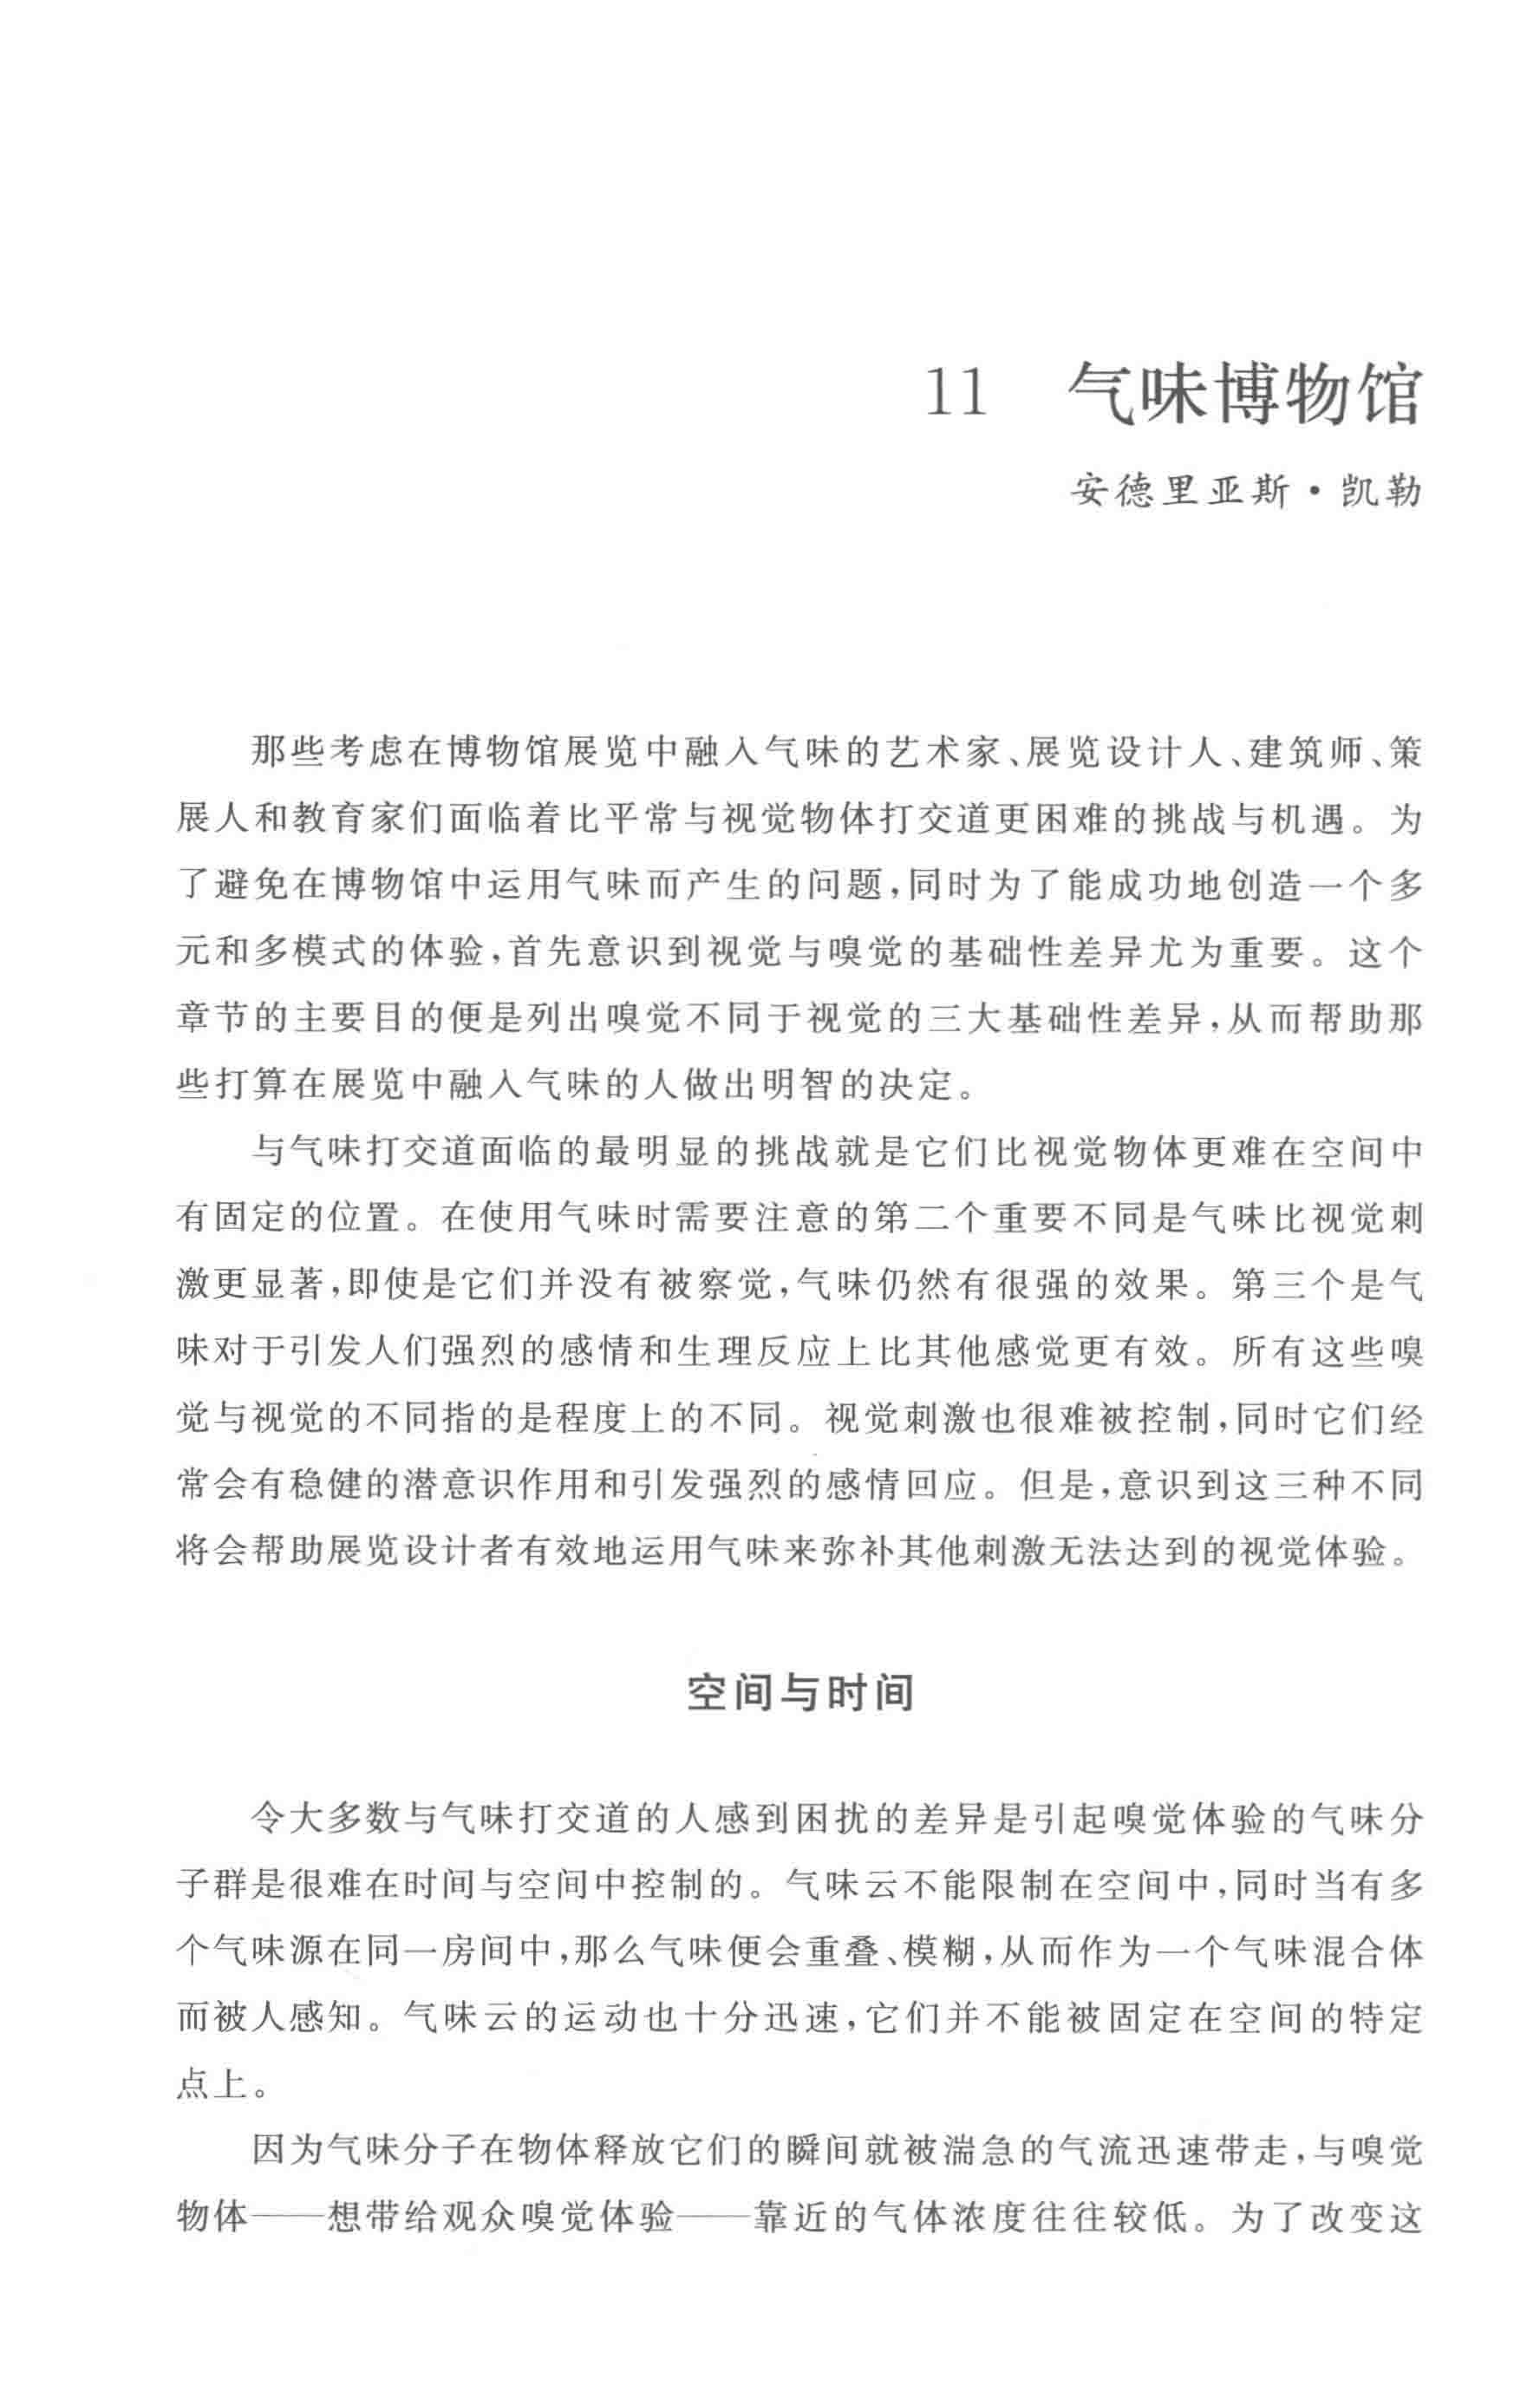 11 气味博物馆
安德里亚斯·凯勒
那些考虑在博物馆展览中融入气味的艺术家、展览设计人、建筑师、策
展人和教育家们面临着比平常与视觉物体打交道更困难的挑战与机遇。为
了避免在博物馆中运用气味而产生的问题,同时为了能成功地创造一个多
元和多模式的体验,首先意识到视觉与嗅觉的基础性差异尤为重要。这个
章节的主要目的便是列出嗅觉不同于视觉的三大基础性差异,从而帮助那
些打算在展览中融入气味的人做出明智的决定。
与气味打交道面临的最明显的挑战就是它们比视觉物体更难在空间中
有固定的位置。在使用气味时需要注意的第二个重要不同是气味比视觉刺
激更显著,即使是它们并没有被察觉,气味仍然有很强的效果。第三个是气
味对于引发人们强烈的感情和生理反应上比其他感觉更有效。所有这些嗅
觉与视觉的不同指的是程度上的不同。视觉刺激也很难被控制,同时它们经
常会有稳健的潜意识作用和引发强烈的感情回应。但是,意识到这三种不同
将会帮助展览设计者有效地运用气味来弥补其他刺激无法达到的视觉体验。
空间与时间
令大多数与气味打交道的人感到困扰的差异是引起嗅觉体验的气味分
子群是很难在时间与空间中控制的。气味云不能限制在空间中,同时当有多
个气味源在同一房间中,那么气味便会重叠、模糊,从而作为一个气味混合体
而被人感知。气味云的运动也十分迅速,它们并不能被固定在空间的特定
点上。
因为气味分子在物体释放它们的瞬间就被湍急的气流迅速带走,与嗅觉
物体——想带给观众嗅觉体验——靠近的气体浓度往往较低。为了改变这